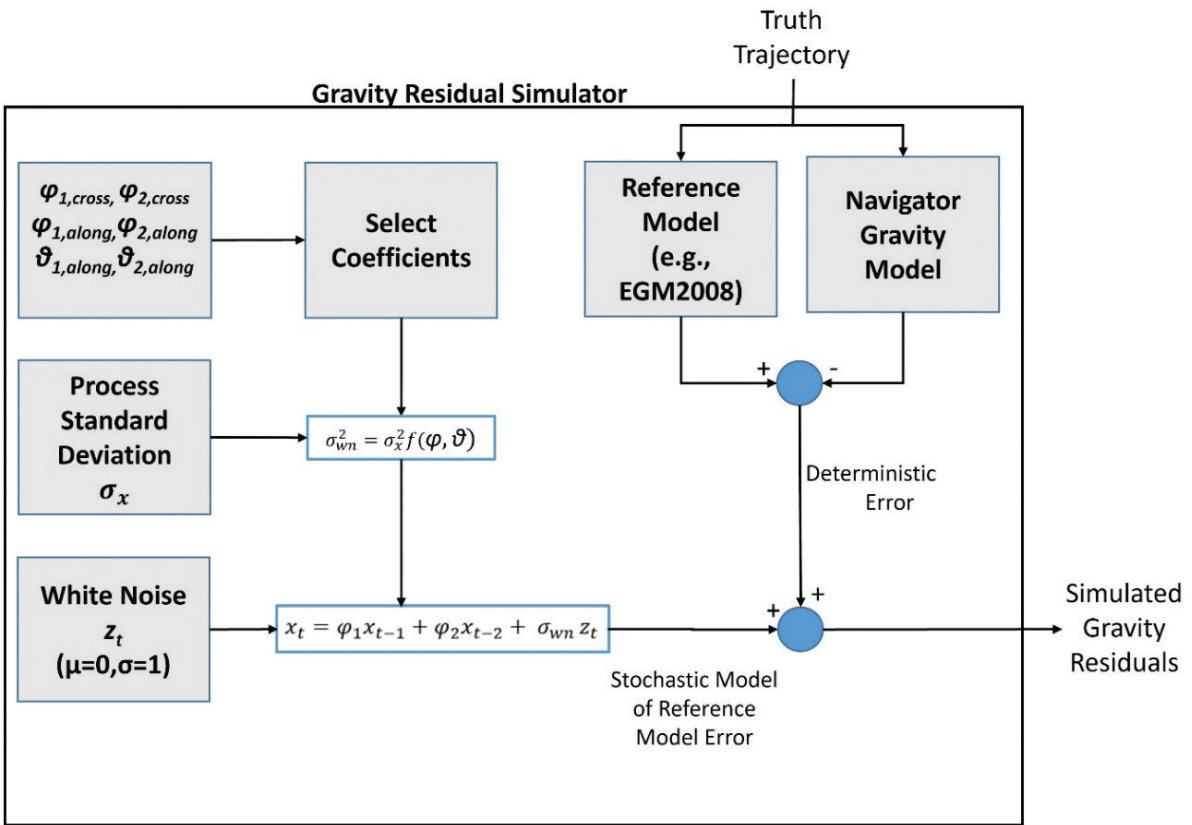 Truth
Trajectory
Gravity Residual Simulator
φ1,cross, φ2,cross
φ1,along,φ2,along
ϑ1,along,ϑ2,along
Select
Coefficients
Reference
Model
(e.g.,
EGM2008)
Navigator
Gravity
Model
+
-
Process
Standard
Deviation
σx
σ²wn = σ²x f(φ, ϑ)
Deterministic
Error
White Noise
zt
(μ=0,σ=1)
xt = φ1xt−1 + φ2xt−2 + σwn zt
+
+
Stochastic Model
of Reference
Model Error
Simulated
Gravity
Residuals